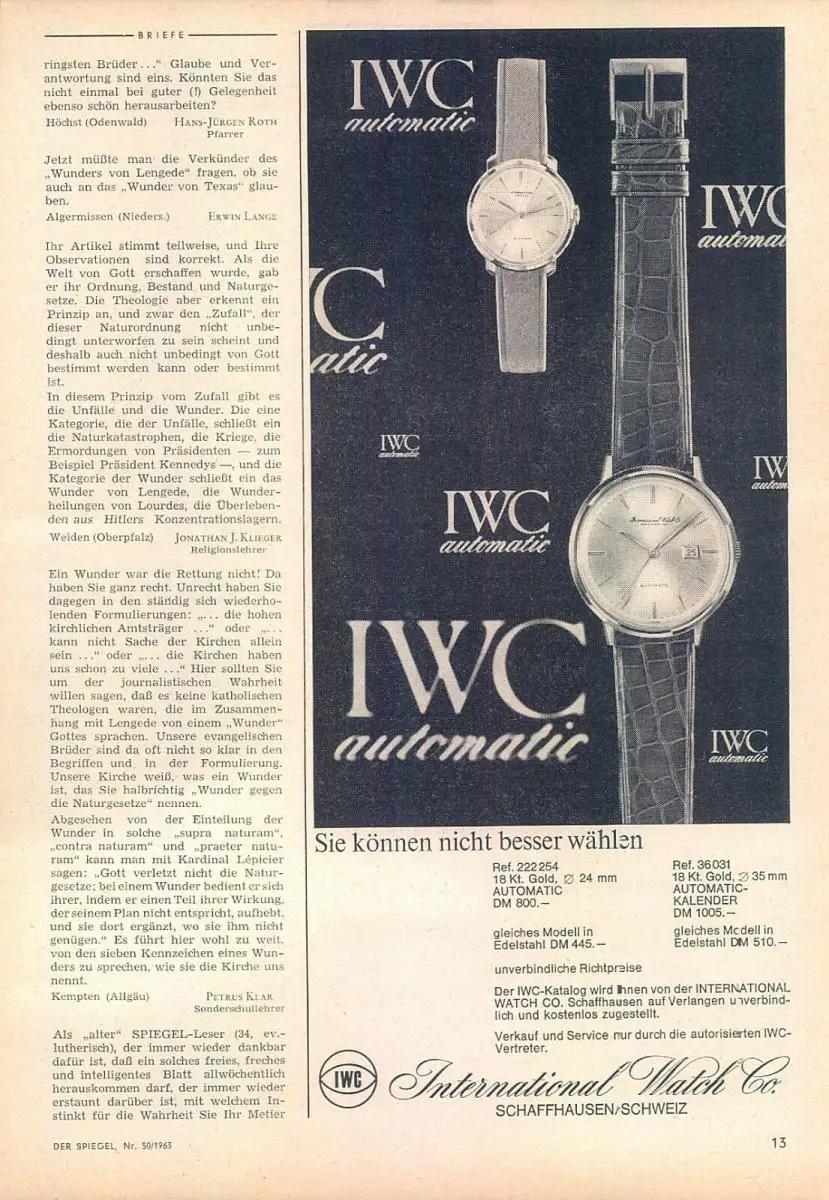 BRIEFE
ringsten Brüder...“ Glaube und Ver-
antwortung sind eins. Könnten Sie das
nicht einmal bei guter (!) Gelegenheit
ebenso schön herausarbeiten?
Höchst (Odenwald) HANS-JÜRGEN ROTH
Pfarrer
Jetzt müßte man die Verkünder des
„Wunders von Lengede“ fragen, ob sie
auch an das „Wunder von Texas“ glau-
ben.
Algermissen (Nieders.) ERWIN LANGE
Ihr Artikel stimmt teilweise, und Ihre
Observationen sind korrekt. Als die
Welt von Gott erschaffen wurde, gab
er ihr Ordnung, Bestand und Naturge-
setze. Die Theologie aber erkennt ein
Prinzip an, und zwar den „Zufall“, der
dieser Naturordnung nicht unbe-
dingt unterworfen zu sein scheint und
deshalb auch nicht unbedingt von Gott
bestimmt werden kann oder bestimmt
ist.
In diesem Prinzip vom Zufall gibt es
die Unfälle und die Wunder. Die eine
Kategorie, die der Unfälle, schließt ein
die Naturkatastrophen, die Kriege, die
Ermordungen von Präsidenten — zum
Beispiel Präsident Kennedys —, und die
Kategorie der Wunder schließt ein das
Wunder von Lengede, die Wunder-
heilungen von Lourdes, die Überleben-
den aus Hitlers Konzentrationslagern.
Weiden (Oberpfalz) JONATHAN J. KLIEGER
Religionslehrer
Ein Wunder war die Rettung nicht! Da
haben Sie ganz recht. Unrecht haben Sie
dagegen in den ständig sich wiederho-
lenden Formulierungen: „... die hohen
kirchlichen Amtsträger ...“ oder „...
kann nicht Sache der Kirchen allein
sein ...“ oder „... die Kirchen haben
uns schon zu viele ...“ Hier sollten Sie
um der journalistischen Wahrheit
willen sagen, daß es keine katholischen
Theologen waren, die im Zusammen-
hang mit Lengede von einem „Wunder“
Gottes sprachen. Unsere evangelischen
Brüder sind da oft nicht so klar in den
Begriffen und in der Formulierung.
Unsere Kirche weiß, was ein Wunder
ist, das Sie halbrichtig „Wunder gegen
die Naturgesetze“ nennen.
Abgesehen von der Einteilung der
Wunder in solche „supra naturam“,
„contra naturam“ und „praeter natu-
ram“ kann man mit Kardinal Lépicier
sagen: „Gott verletzt nicht die Natur-
gesetze; bei einem Wunder bedient er sich
ihrer, indem er einen Teil ihrer Wirkung,
der seinem Plan nicht entspricht, aufhebt,
und sie dort ergänzt, wo sie ihm nicht
genügen.“ Es führt hier wohl zu weit,
von den sieben Kennzeichen eines Wun-
ders zu sprechen, wie sie die Kirche uns
nennt.
Kempten (Allgäu) PETRUS KLAR
Sonderschullehrer
Als „alter“ SPIEGEL-Leser (34, ev.-
lutherisch), der immer wieder dankbar
dafür ist, daß ein solches freies, freches
und intelligentes Blatt allwöchentlich
herauskommen darf, der immer wieder
erstaunt darüber ist, mit welchem In-
stinkt für die Wahrheit Sie Ihr Metier
IWC
automatic
IWC
automat
C
atic
IWC
automatic
IW
autom
IWC
automatic
International Watch Co
25
AUTOMATIC
IWC
automatic
IWC
automatic
Sie können nicht besser wählen
Ref. 222254
18 Kt. Gold, ∅ 24 mm
AUTOMATIC
DM 800.—
gleiches Modell in
Edelstahl DM 445.—
Ref. 36031
18 Kt. Gold, ∅ 35 mm
AUTOMATIC-
KALENDER
DM 1005.—
gleiches Modell in
Edelstahl DM 510.—
unverbindliche Richtpreise
Der IWC-Katalog wird Ihnen von der INTERNATIONAL
WATCH CO. Schaffhausen auf Verlangen unverbind-
lich und kostenlos zugestellt.
Verkauf und Service nur durch die autorisierten IWC-
Vertreter.
IWC
International Watch Co.
SCHAFFHAUSEN/SCHWEIZ
DER SPIEGEL, Nr. 50/1963
13